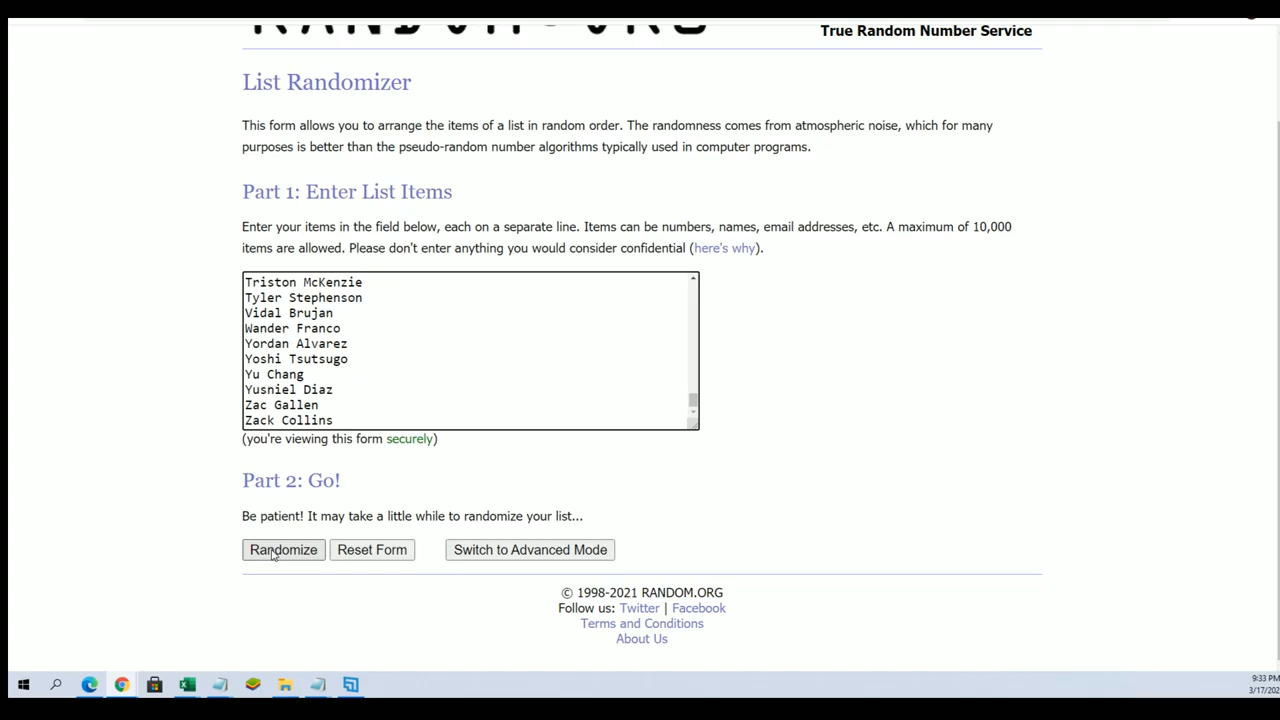 RANDOM.ORG
True Random Number Service
List Randomizer
This form allows you to arrange the items of a list in random order. The randomness comes from atmospheric noise, which for many
purposes is better than the pseudo-random number algorithms typically used in computer programs.
Part 1: Enter List Items
Enter your items in the field below, each on a separate line. Items can be numbers, names, email addresses, etc. A maximum of 10,000
items are allowed. Please don't enter anything you would consider confidential (here's why).
Triston McKenzie
Tyler Stephenson
Vidal Brujan
Wander Franco
Yordan Alvarez
Yoshi Tsutsugo
Yu Chang
Yusniel Diaz
Zac Gallen
Zack Collins
(you're viewing this form securely)
Part 2: Go!
Be patient! It may take a little while to randomize your list...
Randomize Reset Form Switch to Advanced Mode
© 1998-2021 RANDOM.ORG
Follow us: Twitter | Facebook
Terms and Conditions
About Us
9:33 PM
3/17/202